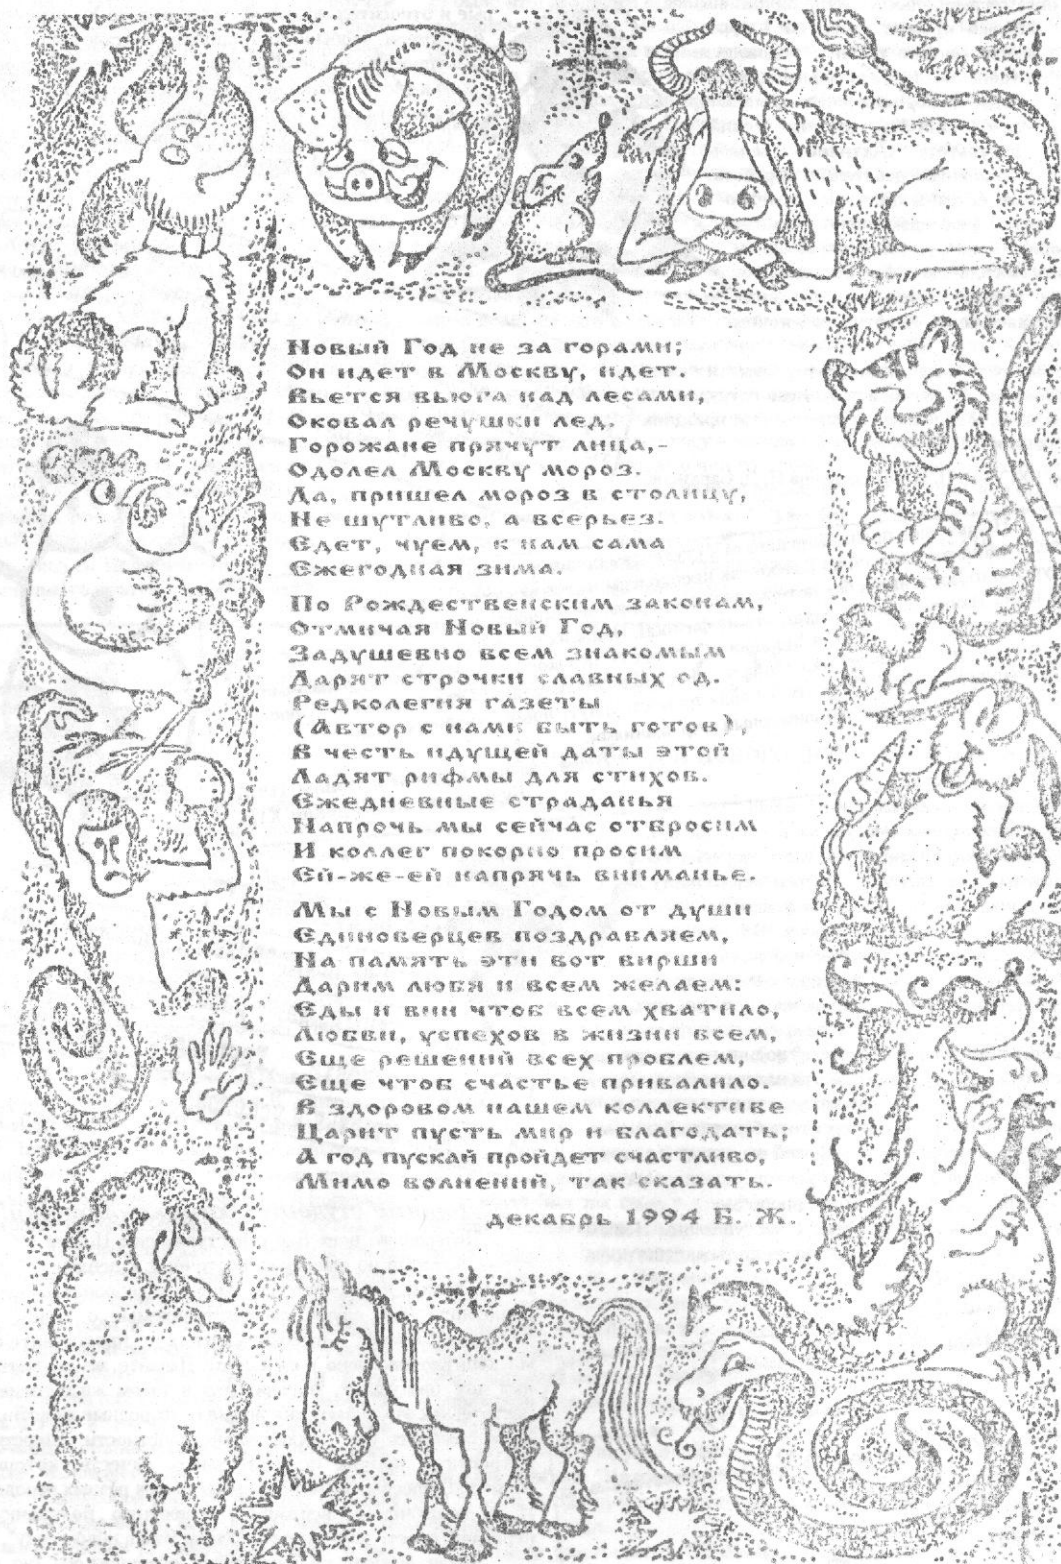 Новый Год не за горами;
Он идет в Москву, идет.
Вьется вьюга над лесами,
Оковал речушки лед.
Горожане прячут лица,-
Одолел Москву мороз.
Да, пришел мороз в столицу,
Не шутливо, а всерьез.
Едет, чуем, к нам сама
Ежегодная зима.
По Рождественским законам,
Отмичая Новый Год,
Задушевно всем знакомым
Дарят строчки славных од.
Редколегия газеты
(Автор с нами быть готов),
В честь идущей даты этой
Ладят рифмы для стихов.
Ежедневные страданья
Напрочь мы сейчас отбросим
И коллег покорно просим
Ей-же-ей напрячь вниманье.
Мы с Новым Годом от души
Единоверцев поздравляем,
На память эти вот вирши
Дарим любя и всем желаем:
Еды и вин чтоб всем хватило,
Любви, успехов в жизни всем,
Еще решений всех проблем,
Еще чтоб счастье привалило.
В здоровом нашем коллективе
Царит пусть мир и благодать;
А год пускай пройдет счастливо,
Мимо волнений, так сказать.
декабрь 1994 Б. Ж.